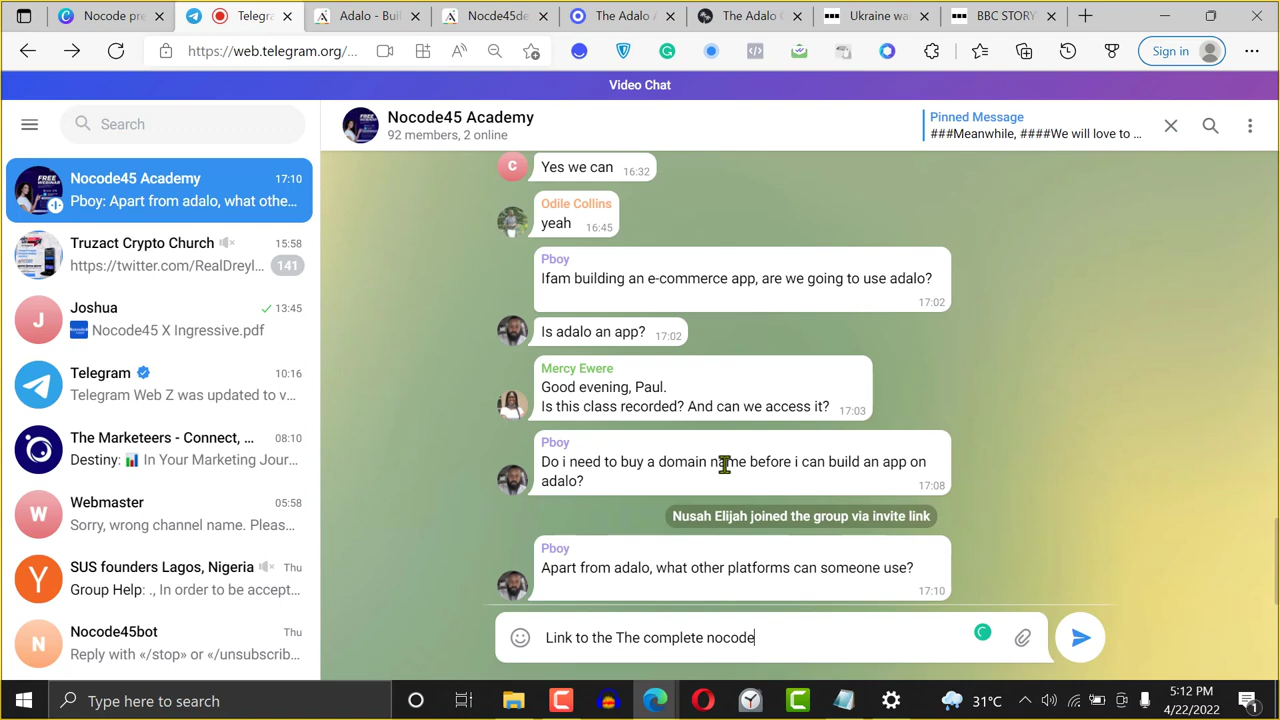 Nocode pre
Telegra
Adalo - Buil
Nocde45de
The Adalo A
The Adalo C
Ukraine wa
BBC STORY
https://web.telegram.org/...
Sign in
Video Chat
Search
Nocode45 Academy
17:10
Pboy: Apart from adalo, what othe...
Truzact Crypto Church
15:58
https://twitter.com/RealDreyl...
141
J
Joshua
13:45
Nocode45 X Ingressive.pdf
Telegram
10:16
Telegram Web Z was updated to v...
The Marketeers - Connect, ...
08:10
Destiny: In Your Marketing Jour...
W
Webmaster
05:58
Sorry, wrong channel name. Pleas...
Y
SUS founders Lagos, Nigeria
Thu
Group Help: ., In order to be accept...
N
Nocode45bot
Thu
Reply with «/stop» or «/unsubscrib...
Nocode45 Academy
92 members, 2 online
Pinned Message
###Meanwhile, ####We will love to ...
C
Yes we can
16:32
Odile Collins
yeah
16:45
Pboy
Ifam building an e-commerce app, are we going to use adalo?
17:02
Is adalo an app?
17:02
Mercy Ewere
Good evening, Paul.
Is this class recorded? And can we access it?
17:03
Pboy
Do i need to buy a domain name before i can build an app on
adalo?
17:08
Nusah Elijah joined the group via invite link
Pboy
Apart from adalo, what other platforms can someone use?
17:10
Link to the The complete nocode
Type here to search
31°C
5:12 PM
4/22/2022
1